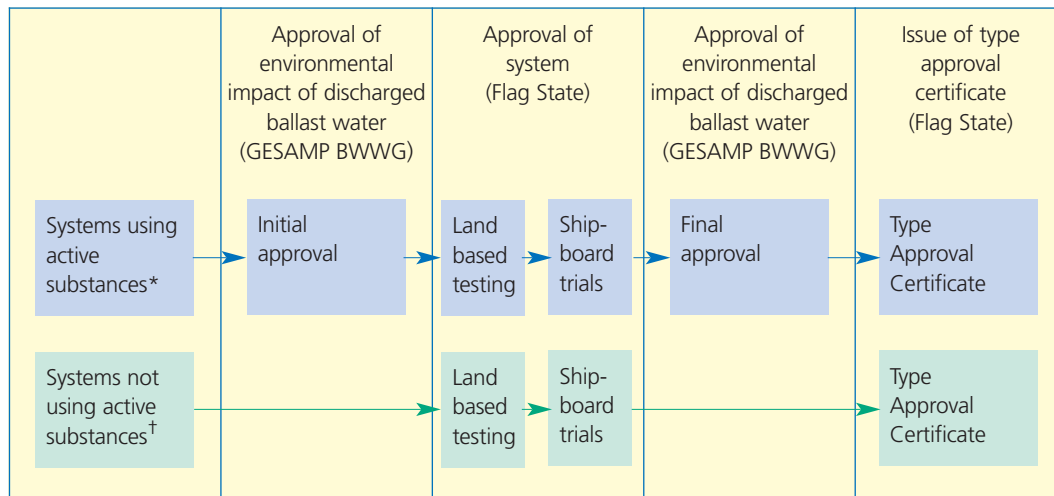 Approval of
environmental
impact of discharged
ballast water
(GESAMP BWWG)
Approval of
system
(Flag State)
Approval of
environmental
impact of discharged
ballast water
(GESAMP BWWG)
Issue of type
approval
certificate
(Flag State)
Systems using
active
substances*
Initial
approval
Land
based
testing
Ship-
board
trials
Final
approval
Type
Approval
Certificate
Systems not
using active
substances†
Land
based
testing
Ship-
board
trials
Type
Approval
Certificate